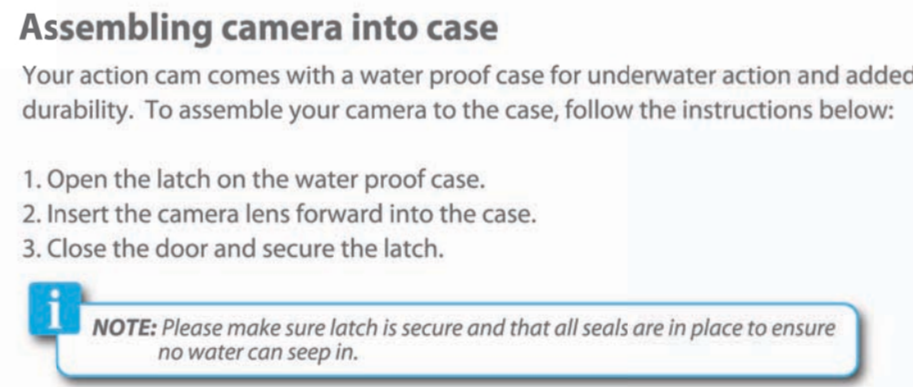 Assembling camera into case
Your action cam comes with a water proof case for underwater action and added
durability. To assemble your camera to the case, follow the instructions below:
1. Open the latch on the water proof case.
2. Insert the camera lens forward into the case.
3. Close the door and secure the latch.
i
NOTE: Please make sure latch is secure and that all seals are in place to ensure
no water can seep in.